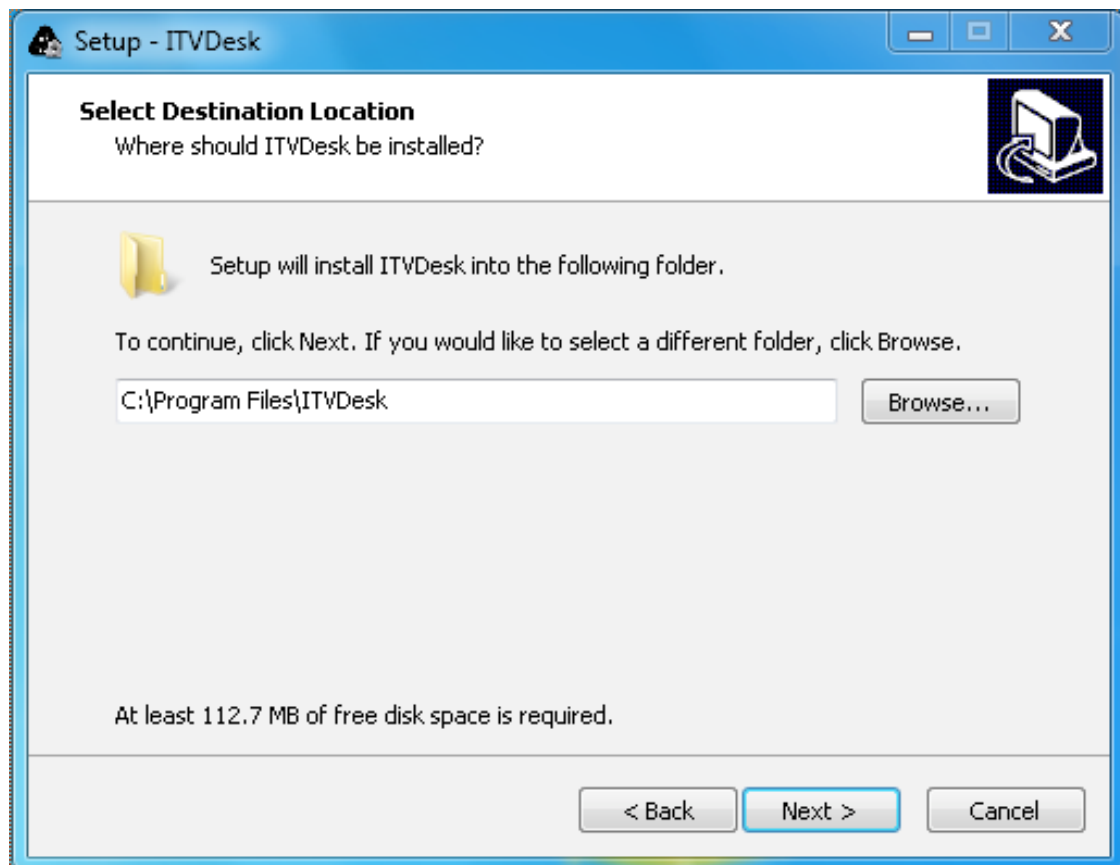 Setup - ITVDesk
Select Destination Location
Where should ITVDesk be installed?
Setup will install ITVDesk into the following folder.
To continue, click Next. If you would like to select a different folder, click Browse.
C:\Program Files\ITVDesk
Browse...
At least 112.7 MB of free disk space is required.
< Back
Next >
Cancel